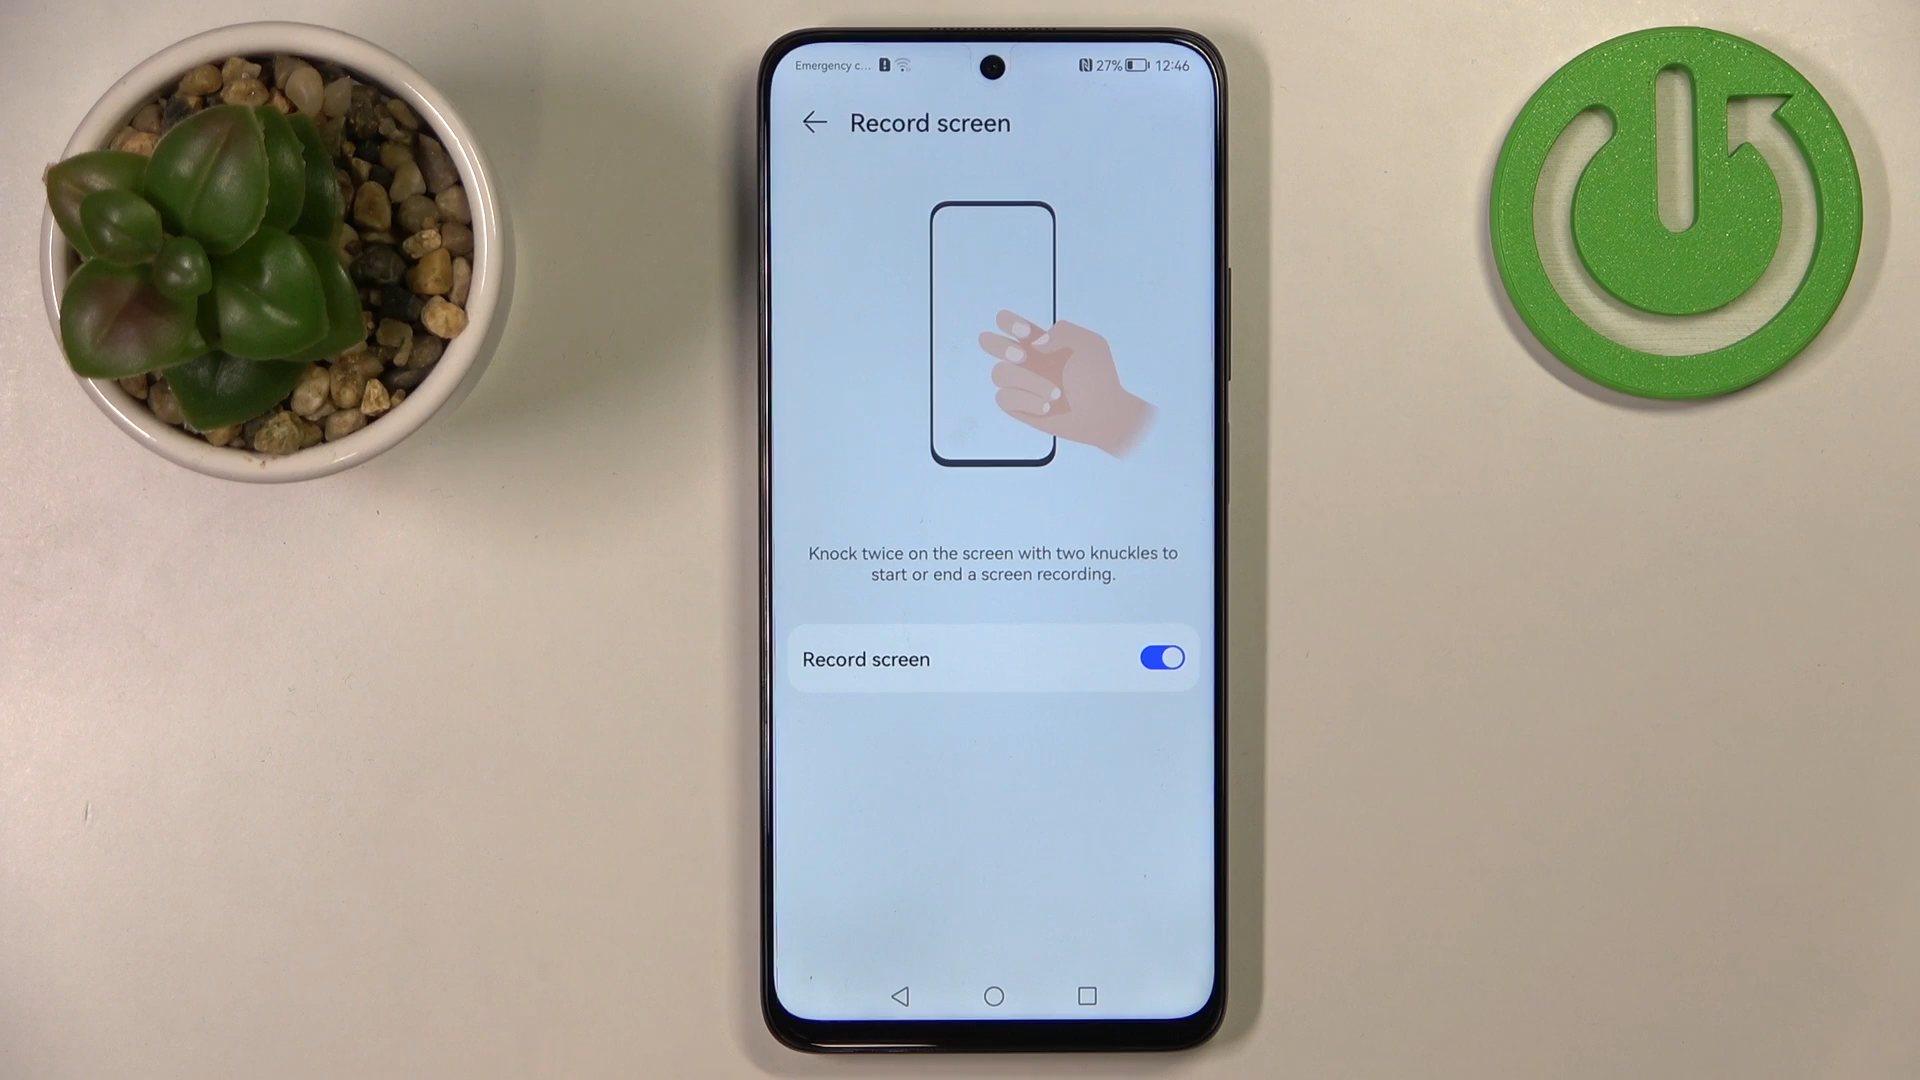 Emergency c... 27% 12:46
Record screen
Knock twice on the screen with two knuckles to
start or end a screen recording.
Record screen